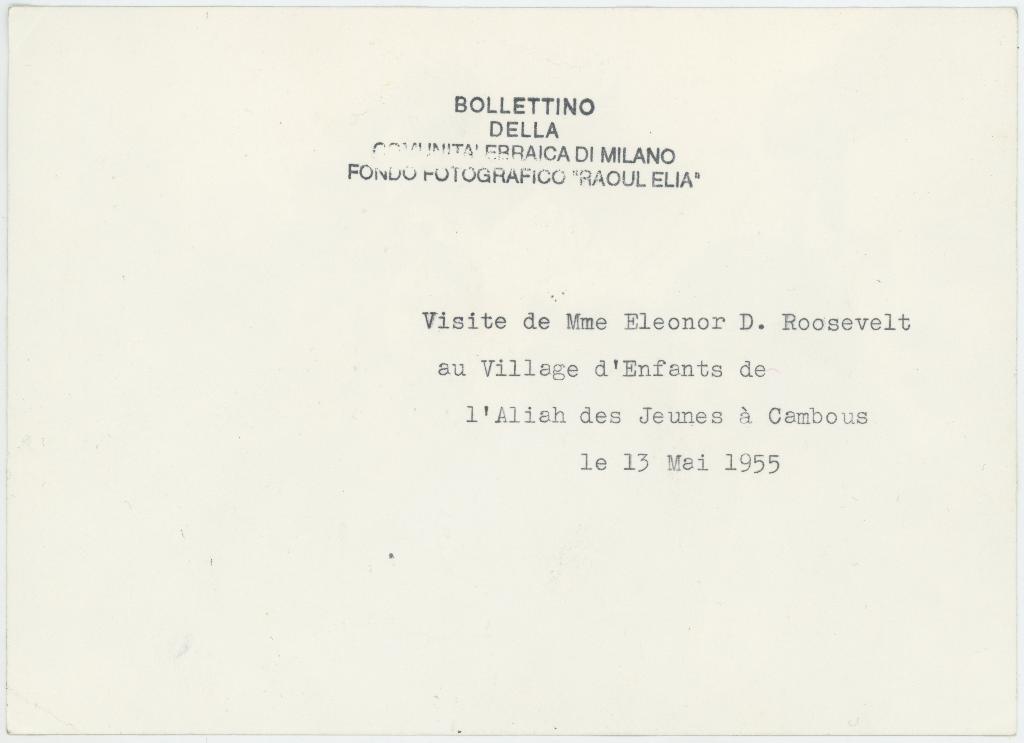 BOLLETTINO
DELLA
COMUNITA' EBRAICA DI MILANO
FONDO FOTOGRAFICO "RAOUL ELIA"
Visite de Mme Eleonor D. Roosevelt
au Village d'Enfants de
l'Aliah des Jeunes à Cambous
le 13 Mai 1955